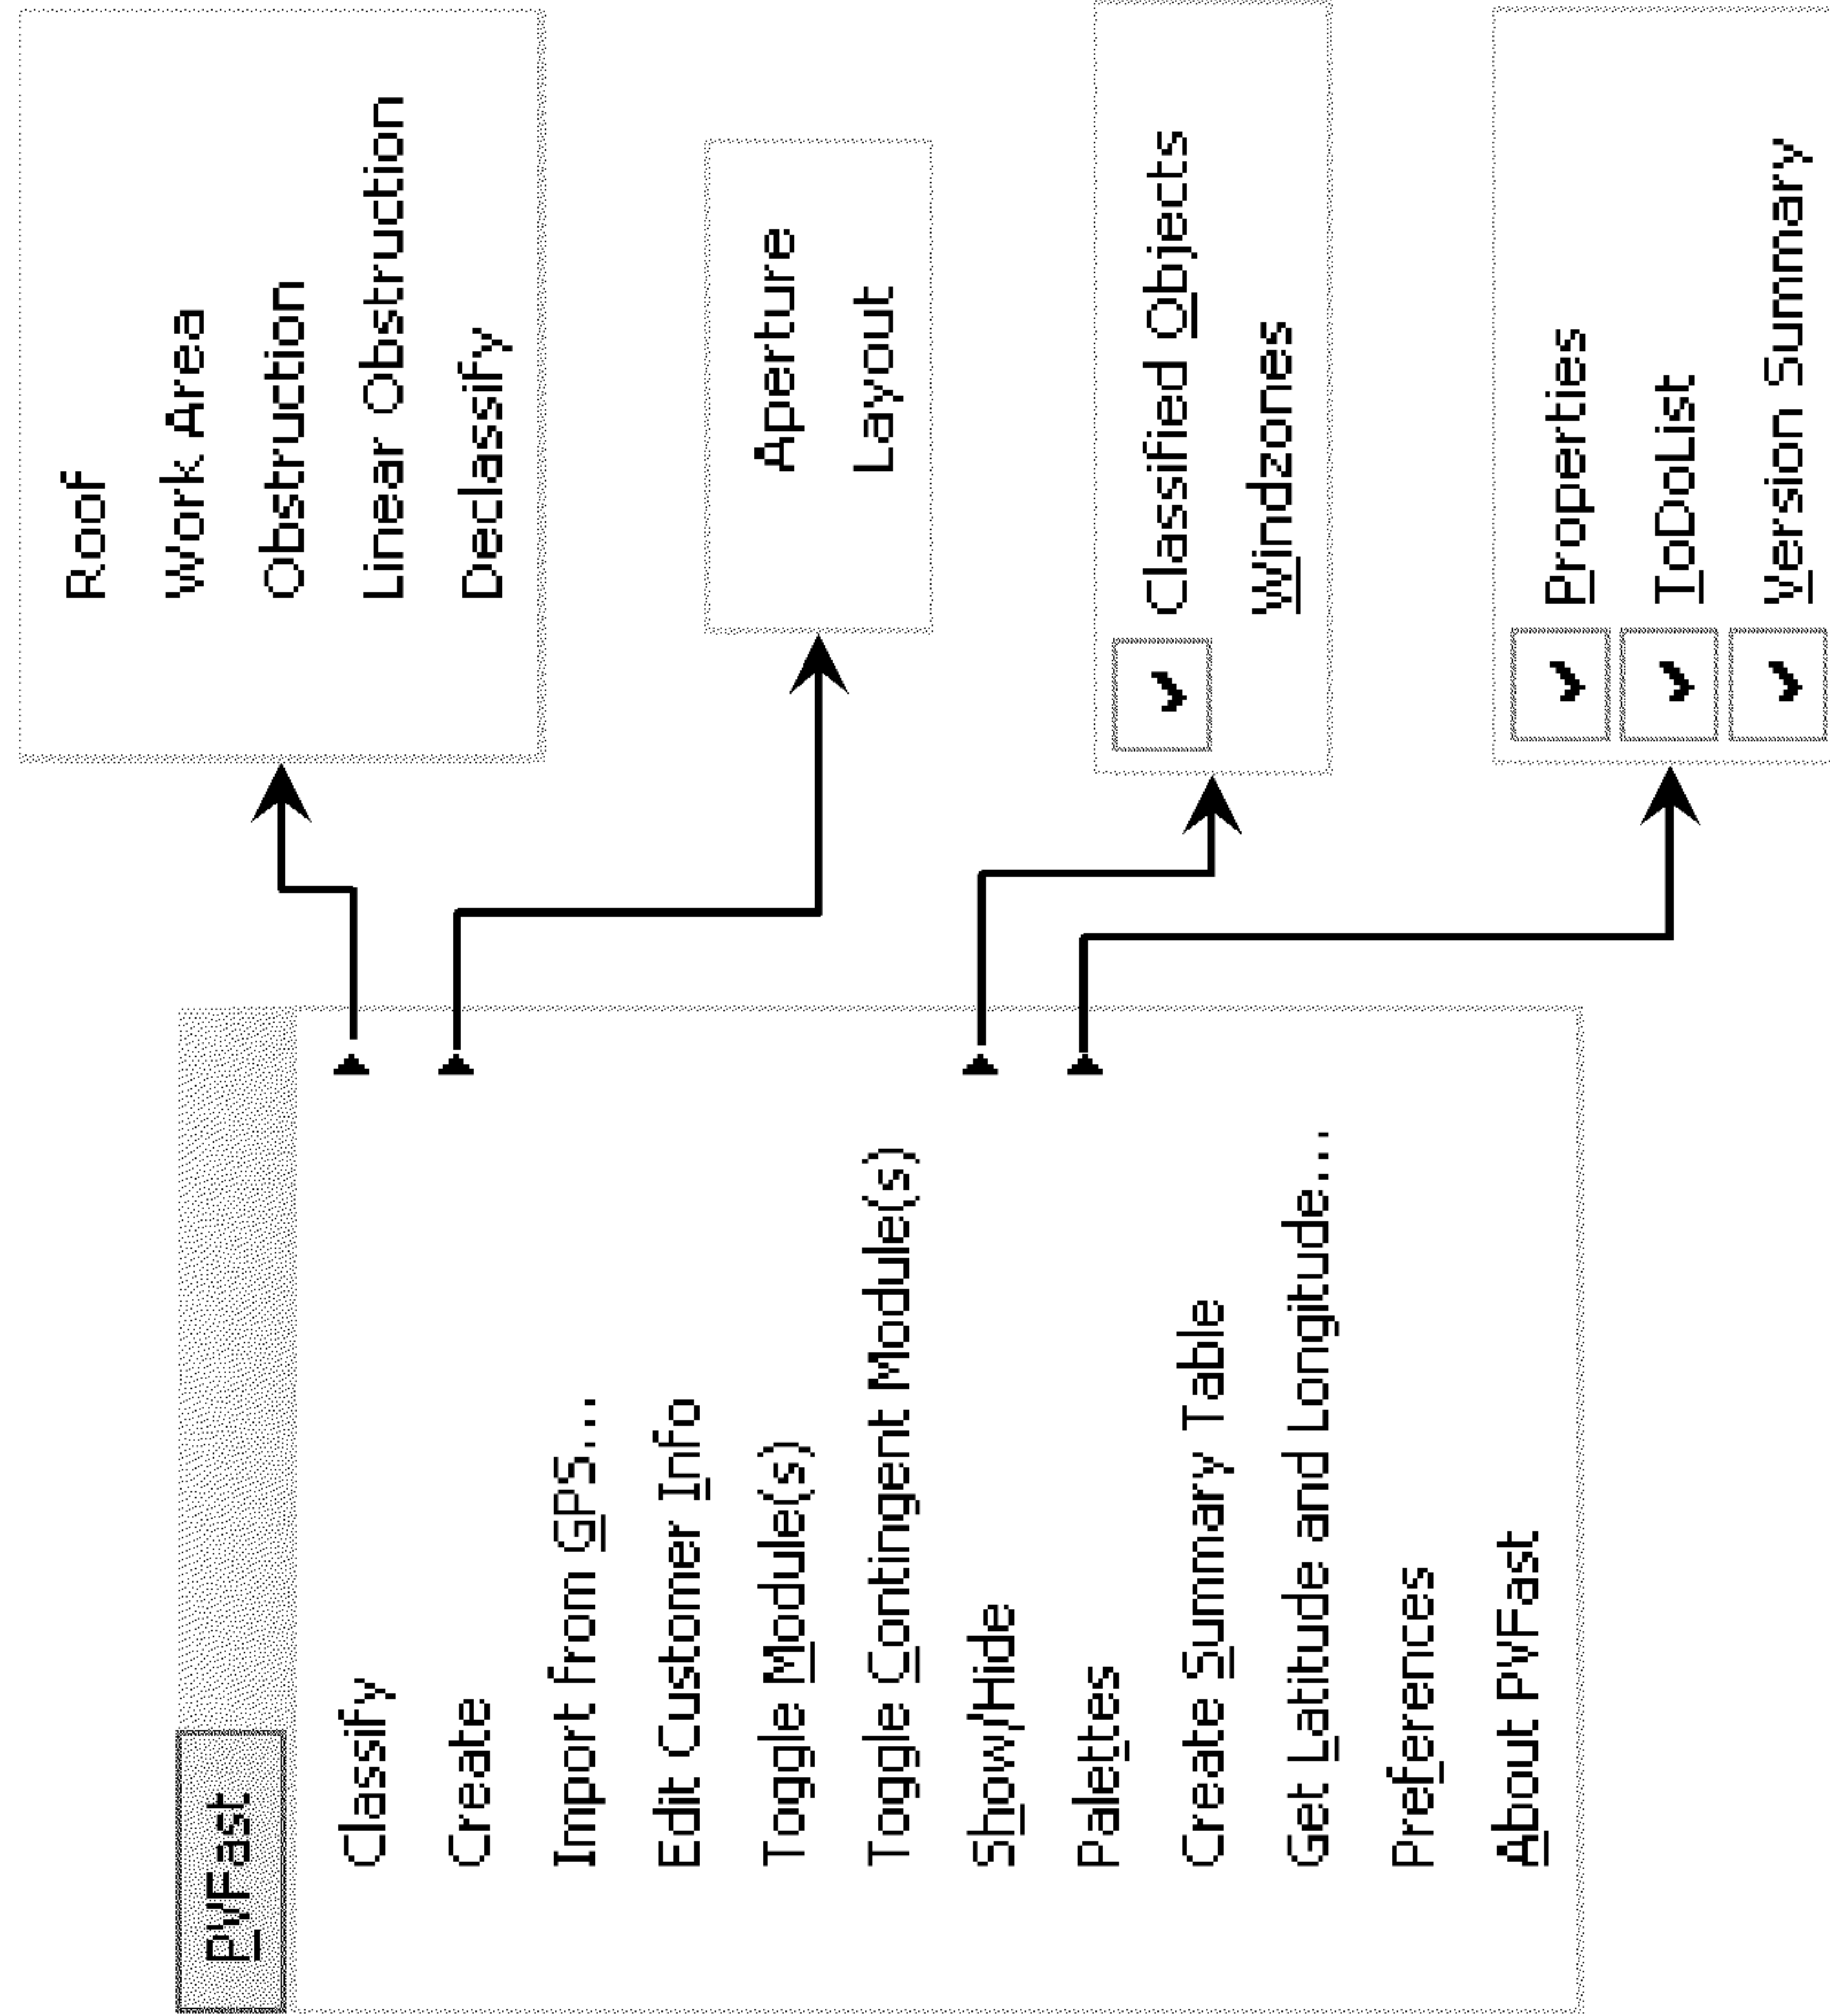 PVFast
Classify
Create
Import from GPS...
Edit Customer Info
Toggle Module(s)
Toggle Contingent Module(s)
Show/Hide
Palettes
Create Summary Table
Get Latitude and Longitude...
Preferences
About PVFast
Roof
Work Area
Obstruction
Linear Obstruction
Declassify
Aperture
Layout
Classified Objects
Windzones
Properties
ToDoList
Version Summary